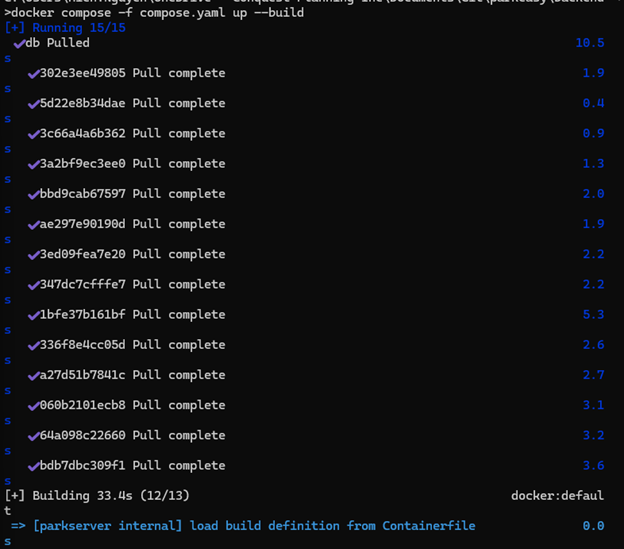 >docker compose -f compose.yaml up --build
[+] Running 15/15
✓db Pulled 10.5
s
✓302e3ee49805 Pull complete 1.9
s
✓5d22e8b34dae Pull complete 0.4
s
✓3c66a4a6b362 Pull complete 0.9
s
✓3a2bf9ec3ee0 Pull complete 1.3
s
✓bbd9cab67597 Pull complete 2.0
s
✓ae297e90190d Pull complete 1.9
s
✓3ed09fea7e20 Pull complete 2.2
s
✓347dc7cfffe7 Pull complete 2.2
s
✓1bfe37b161bf Pull complete 5.3
s
✓336f8e4cc05d Pull complete 2.6
s
✓a27d51b7841c Pull complete 2.7
s
✓060b2101ecb8 Pull complete 3.1
s
✓64a098c22660 Pull complete 3.2
s
✓bdb7dbc309f1 Pull complete 3.6
s
[+] Building 33.4s (12/13) docker:defaul
t
=> [parkserver internal] load build definition from Containerfile 0.0
s